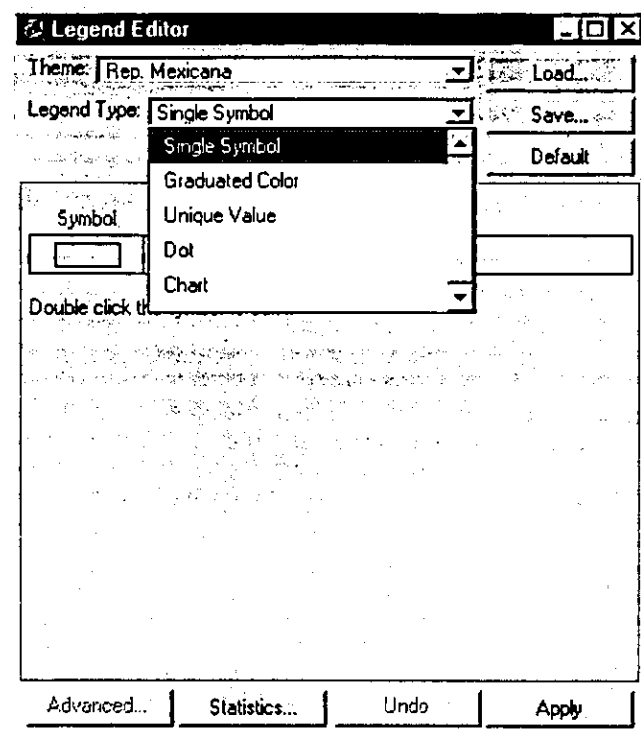 Legend Editor
Theme: Rep. Mexicana
Load...
Legend Type: Single Symbol
Save...
Single Symbol
Default
Graduated Color
Symbol
Unique Value
Dot
Chart
Double click th
Advanced... Statistics... Undo Apply